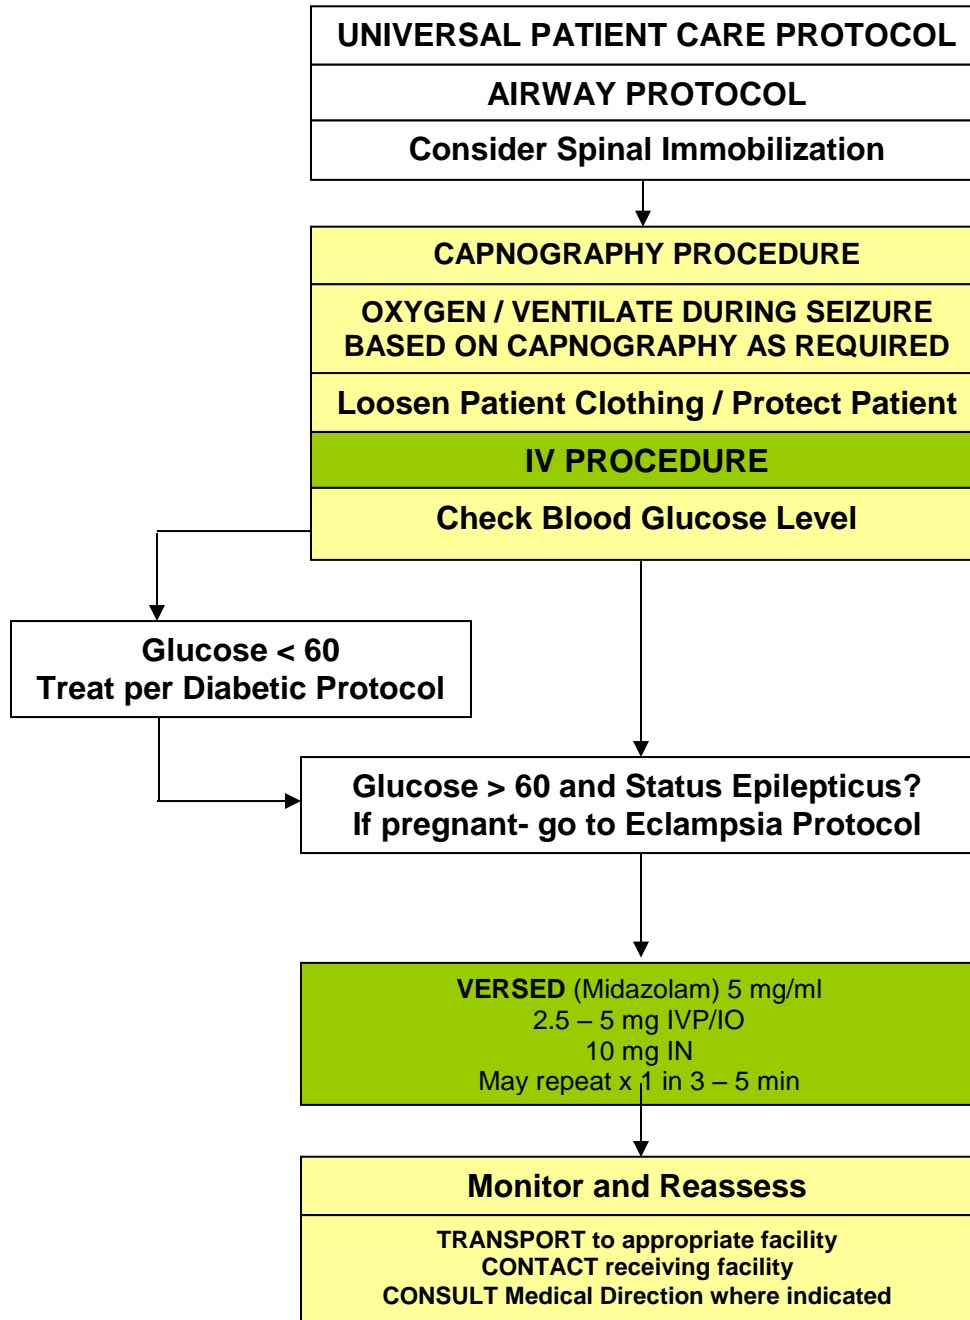 UNIVERSAL PATIENT CARE PROTOCOL
AIRWAY PROTOCOL
Consider Spinal Immobilization
CAPNOGRAPHY PROCEDURE
OXYGEN / VENTILATE DURING SEIZURE
BASED ON CAPNOGRAPHY AS REQUIRED
Loosen Patient Clothing / Protect Patient
IV PROCEDURE
Check Blood Glucose Level
Glucose < 60
Treat per Diabetic Protocol
Glucose > 60 and Status Epilepticus?
If pregnant- go to Eclampsia Protocol
VERSED (Midazolam) 5 mg/ml
2.5 – 5 mg IVP/IO
10 mg IN
May repeat x 1 in 3 – 5 min
Monitor and Reassess
TRANSPORT to appropriate facility
CONTACT receiving facility
CONSULT Medical Direction where indicated